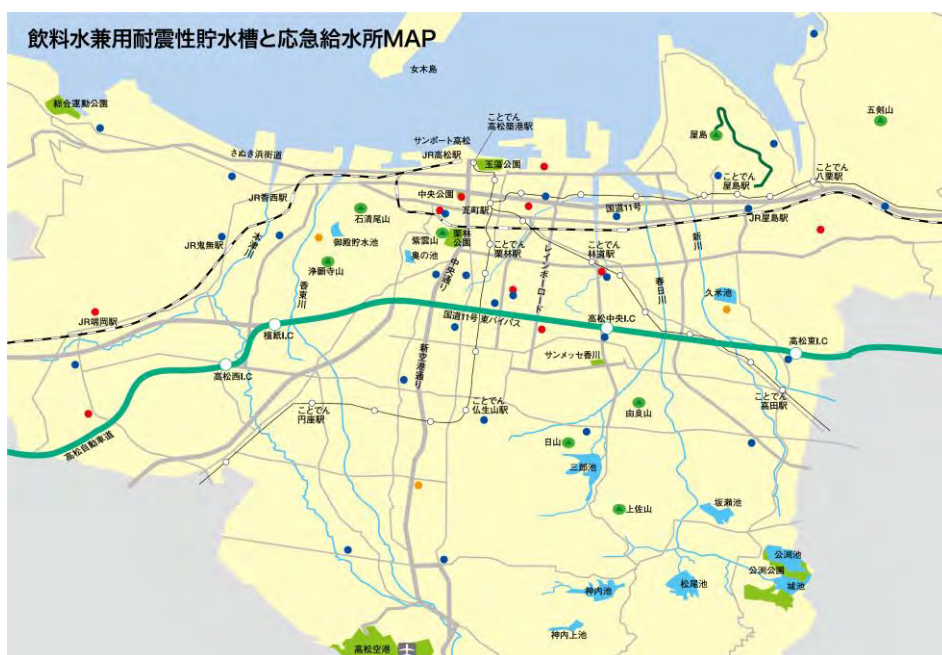 飲料水兼用耐震性貯水槽と応急給水所MAP
女木島
総合運動公園
五剣山
ことでん
高松築港駅
屋島
サンポート高松
JR高松駅
さぬき浜街道
玉藻公園
ことでん
八栗駅
ことでん
屋島駅
JR香西駅
中央公園
瓦町駅
国道11号
JR屋島駅
石清尾山
JR鬼無駅
本津川
御殿貯水池
紫雲山
栗林
公園
奥の池
ことでん
栗林駅
レインボーロード
ことでん
林道駅
新川
春日川
浄願寺山
香東川
中央通り
久米池
JR端岡駅
国道11号東バイパス
高松中央I.C
檀紙I.C
高松東I.C
新空港通り
サンメッセ香川
高松西I.C
ことでん
円座駅
ことでん
仏生山駅
由良山
ことでん
高田駅
高松自動車道
日山
三郎池
上佐山
坂瀬池
公渕池
公渕公園
城池
神内池
松尾池
神内上池
高松空港